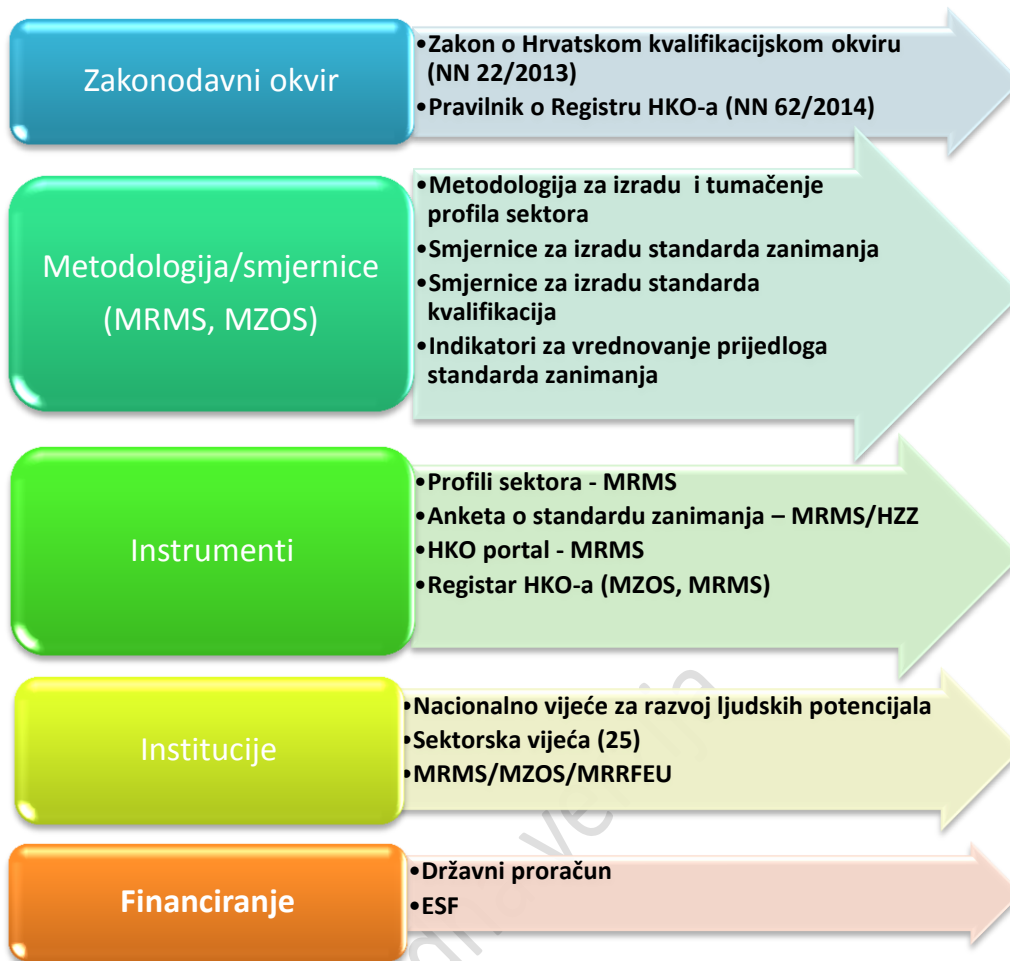 Zakonodavni okvir
•Zakon o Hrvatskom kvalifikacijskom okviru
(NN 22/2013)
•Pravilnik o Registru HKO-a (NN 62/2014)
Metodologija/smjernice
(MRMS, MZOS)
•Metodologija za izradu i tumačenje
profila sektora
•Smjernice za izradu standarda zanimanja
•Smjernice za izradu standarda
kvalifikacija
•Indikatori za vrednovanje prijedloga
standarda zanimanja
Instrumenti
•Profili sektora - MRMS
•Anketa o standardu zanimanja – MRMS/HZZ
•HKO portal - MRMS
•Registar HKO-a (MZOS, MRMS)
Institucije
•Nacionalno vijeće za razvoj ljudskih potencijala
•Sektorska vijeća (25)
•MRMS/MZOS/MRRFEU
Financiranje
•Državni proračun
•ESF